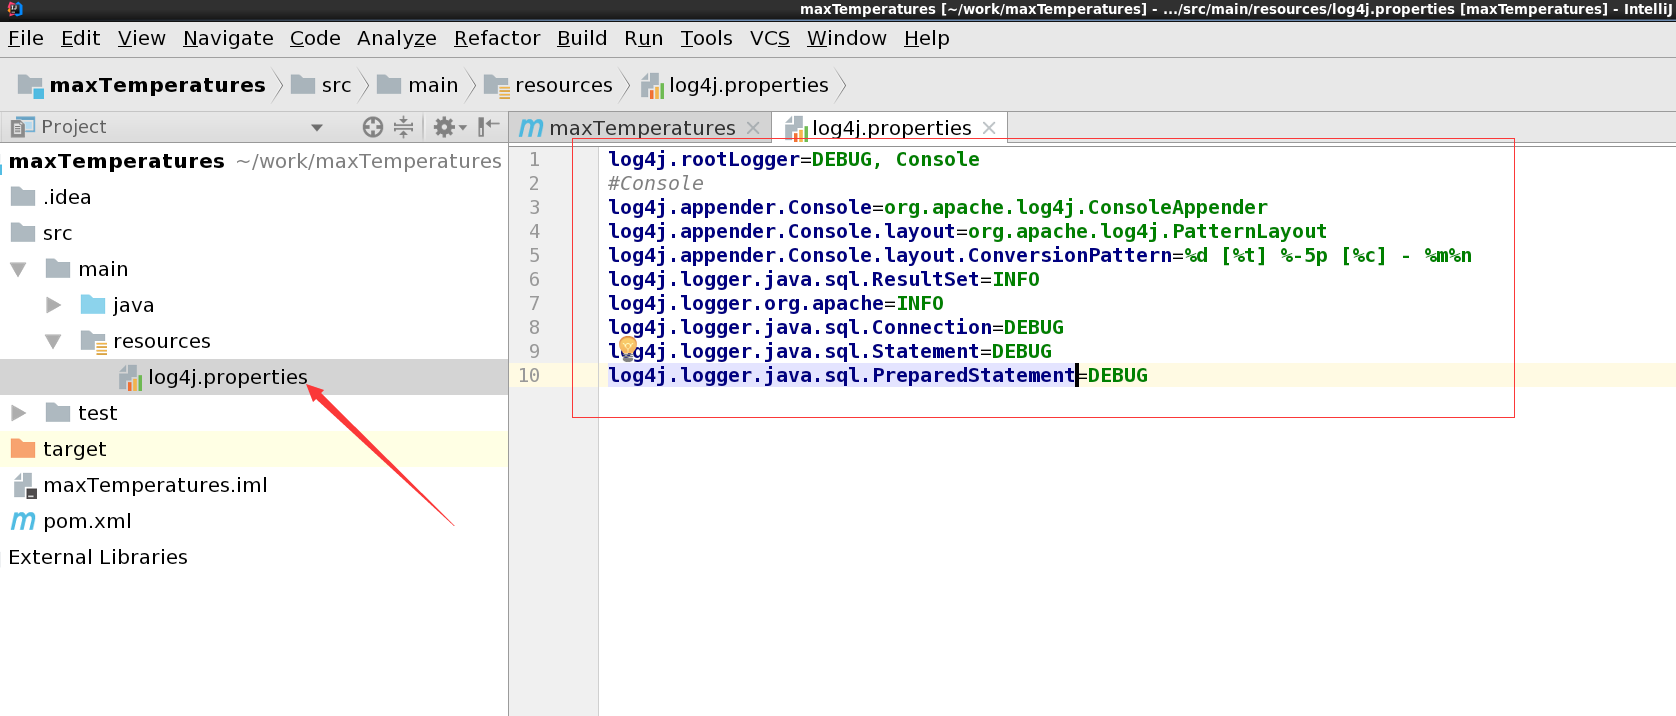 maxTemperatures [~/work/maxTemperatures] - .../src/main/resources/log4j.properties [maxTemperatures] - IntelliJ
File Edit View Navigate Code Analyze Refactor Build Run Tools VCS Window Help
maxTemperatures src main resources log4j.properties
Project
maxTemperatures log4j.properties
maxTemperatures ~/work/maxTemperatures
.idea
src
main
java
resources
log4j.properties
test
target
maxTemperatures.iml
pom.xml
External Libraries
1 log4j.rootLogger=DEBUG, Console
2 #Console
3 log4j.appender.Console=org.apache.log4j.ConsoleAppender
4 log4j.appender.Console.layout=org.apache.log4j.PatternLayout
5 log4j.appender.Console.layout.ConversionPattern=%d [%t] %-5p [%c] - %m%n
6 log4j.logger.java.sql.ResultSet=INFO
7 log4j.logger.org.apache=INFO
8 log4j.logger.java.sql.Connection=DEBUG
9 log4j.logger.java.sql.Statement=DEBUG
10 log4j.logger.java.sql.PreparedStatement=DEBUG